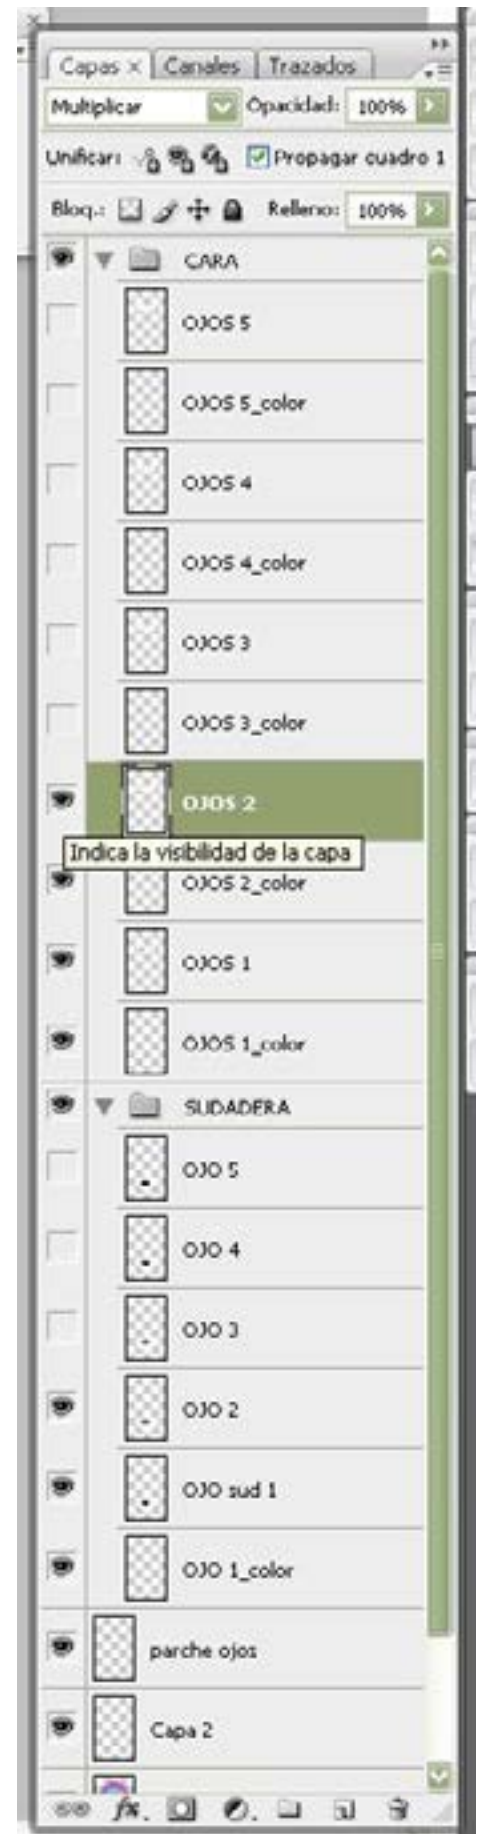 Capas × Canales Trazados
Multiplicar Opacidad: 100%
Unificar: Propagar cuadro 1
Bloq.: Relleno: 100%
CARA
OJOS 5
OJOS 5_color
OJOS 4
OJOS 4_color
OJOS 3
OJOS 3_color
OJOS 2
Indica la visibilidad de la capa
OJOS 2_color
OJOS 1
OJOS 1_color
SUDADERA
OJO 5
OJO 4
OJO 3
OJO 2
OJO sud 1
OJO 1_color
parche ojos
Capa 2
fx.